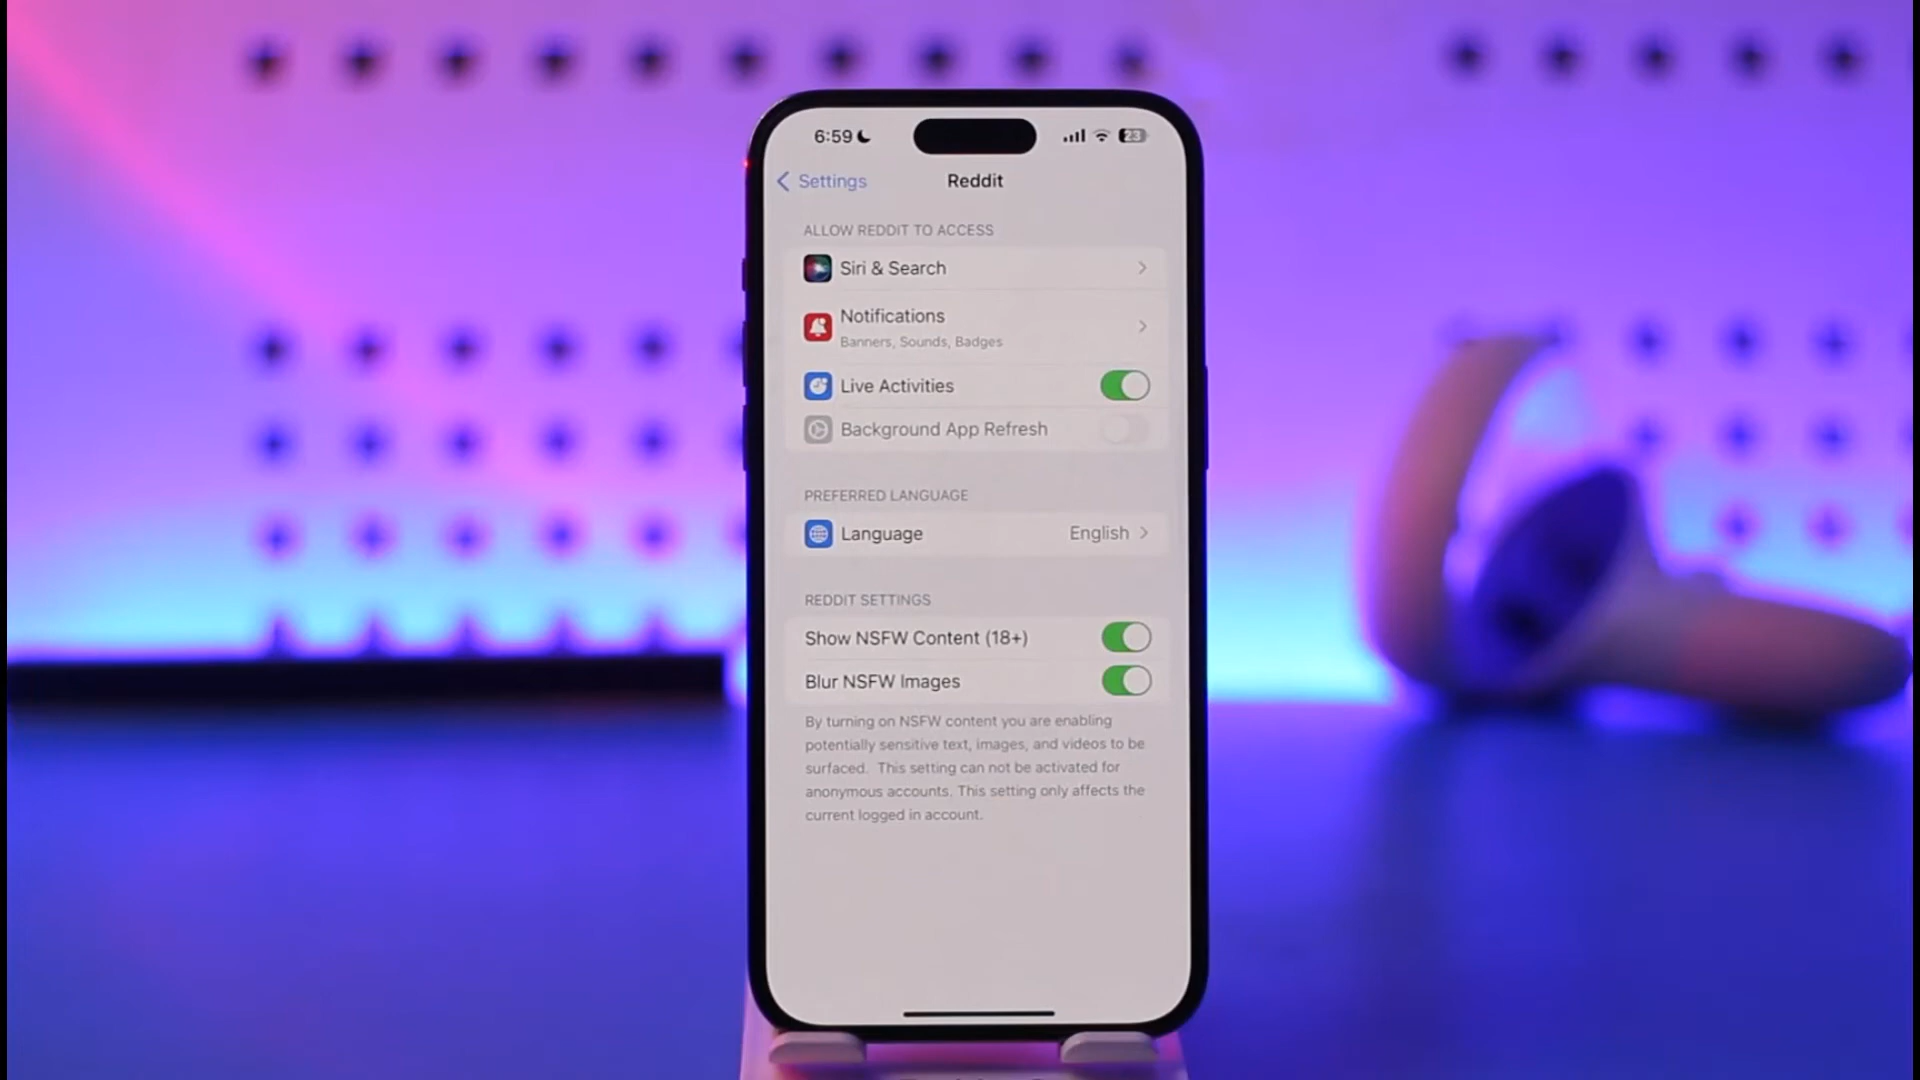 6:59
23
Settings
Reddit
ALLOW REDDIT TO ACCESS
Siri & Search
Notifications
Banners, Sounds, Badges
Live Activities
Background App Refresh
PREFERRED LANGUAGE
Language English
REDDIT SETTINGS
Show NSFW Content (18+)
Blur NSFW Images
By turning on NSFW content you are enabling
potentially sensitive text, images, and videos to be
surfaced. This setting can not be activated for
anonymous accounts. This setting only affects the
current logged in account.